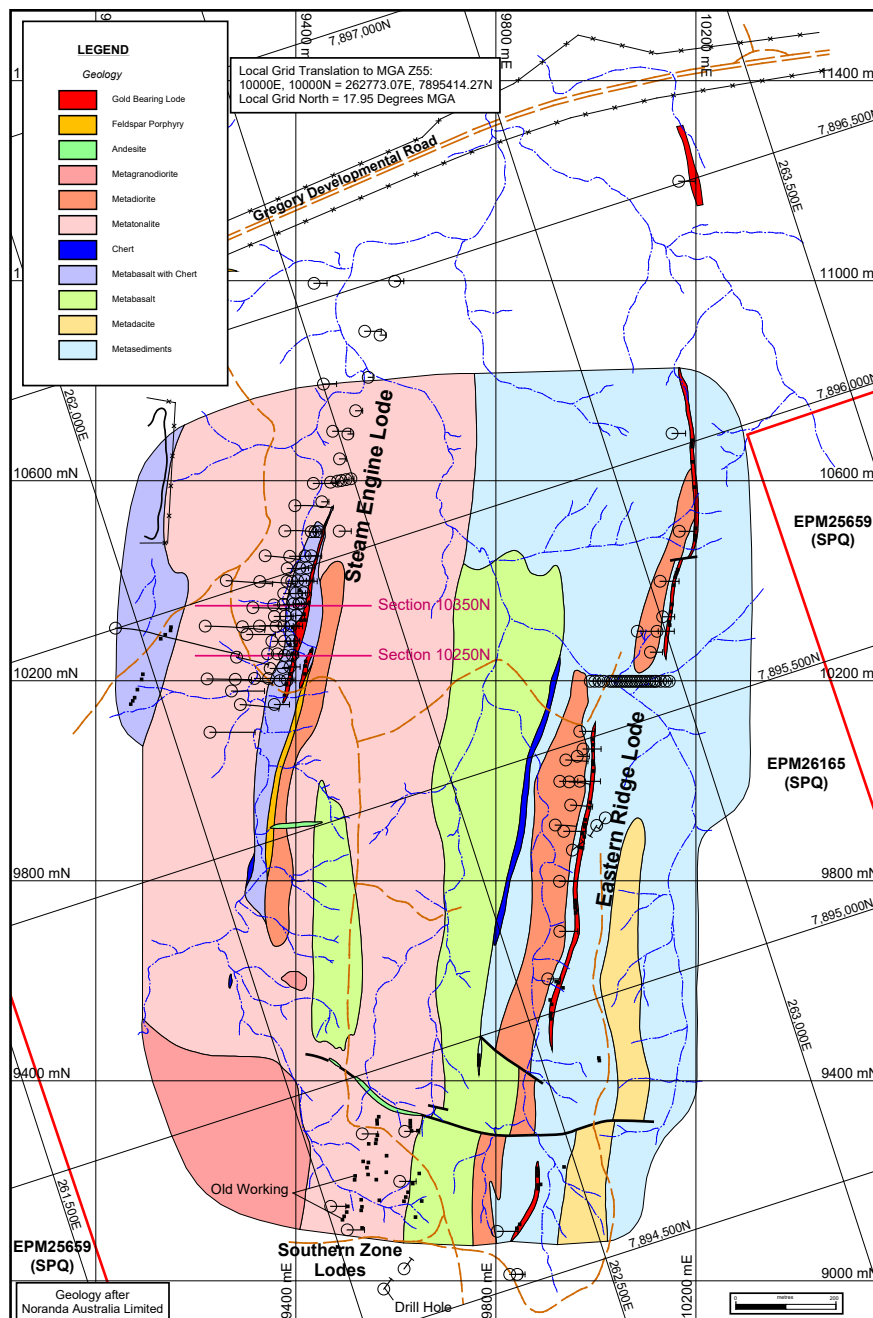 9400 mE
7,897,000N
9800 mE
10200 mE
LEGEND
Geology
Gold Bearing Lode
Feldspar Porphyry
Andesite
Metagranodiorite
Metadiorite
Metatonalite
Chert
Metabasalt with Chert
Metabasalt
Metadacite
Metasediments
Local Grid Translation to MGA Z55:
10000E, 10000N = 262773.07E, 7895414.27N
Local Grid North = 17.95 Degrees MGA
11400 mN
7,896,500N
Gregory Developmental Road
263,500E
11000 mN
262,000E
7,896,000N
Steam Engine Lode
10600 mN
10600 mN
EPM25659
(SPQ)
Section 10350N
Section 10250N
7,895,500N
10200 mN
10200 mN
EPM26165
(SPQ)
Eastern Ridge Lode
9800 mN
9800 mN
7,895,000N
263,000E
9400 mN
9400 mN
Old Working
261,500E
7,894,500N
EPM25659
(SPQ)
Southern Zone
Lodes
262,500E
9000 mN
Geology after
Noranda Australia Limited
9400 mE
Drill Hole
9800 mE
10200 mE
0 metres 200